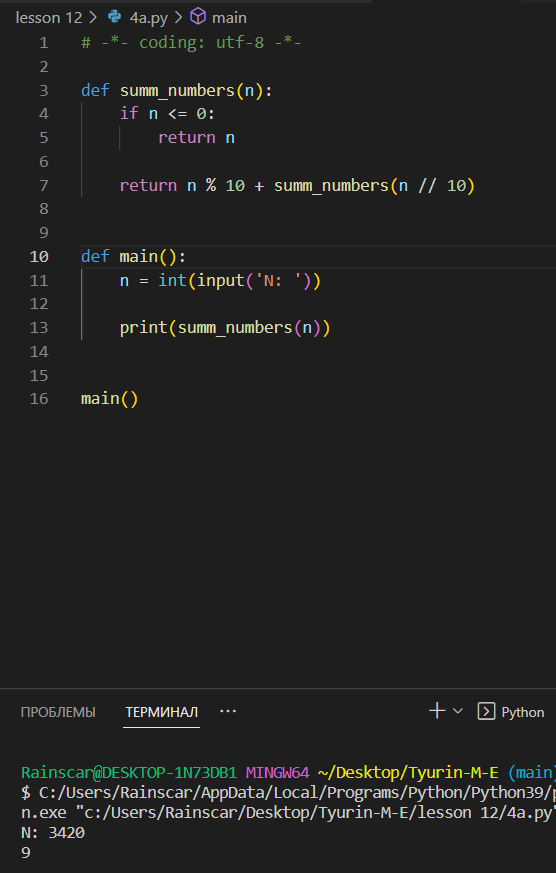 lesson 12 > 4a.py > main
1 # -*- coding: utf-8 -*-
2
3 def summ_numbers(n):
4     if n <= 0:
5         return n
6
7     return n % 10 + summ_numbers(n // 10)
8
9
10 def main():
11     n = int(input('N: '))
12
13     print(summ_numbers(n))
14
15
16 main()
ПРОБЛЕМЫ ТЕРМИНАЛ ··· Python
Rainscar@DESKTOP-1N73DB1 MINGW64 ~/Desktop/Tyurin-M-E (main)
$ C:/Users/Rainscar/AppData/Local/Programs/Python/Python39/p
n.exe "c:/Users/Rainscar/Desktop/Tyurin-M-E/lesson 12/4a.py"
N: 3420
9